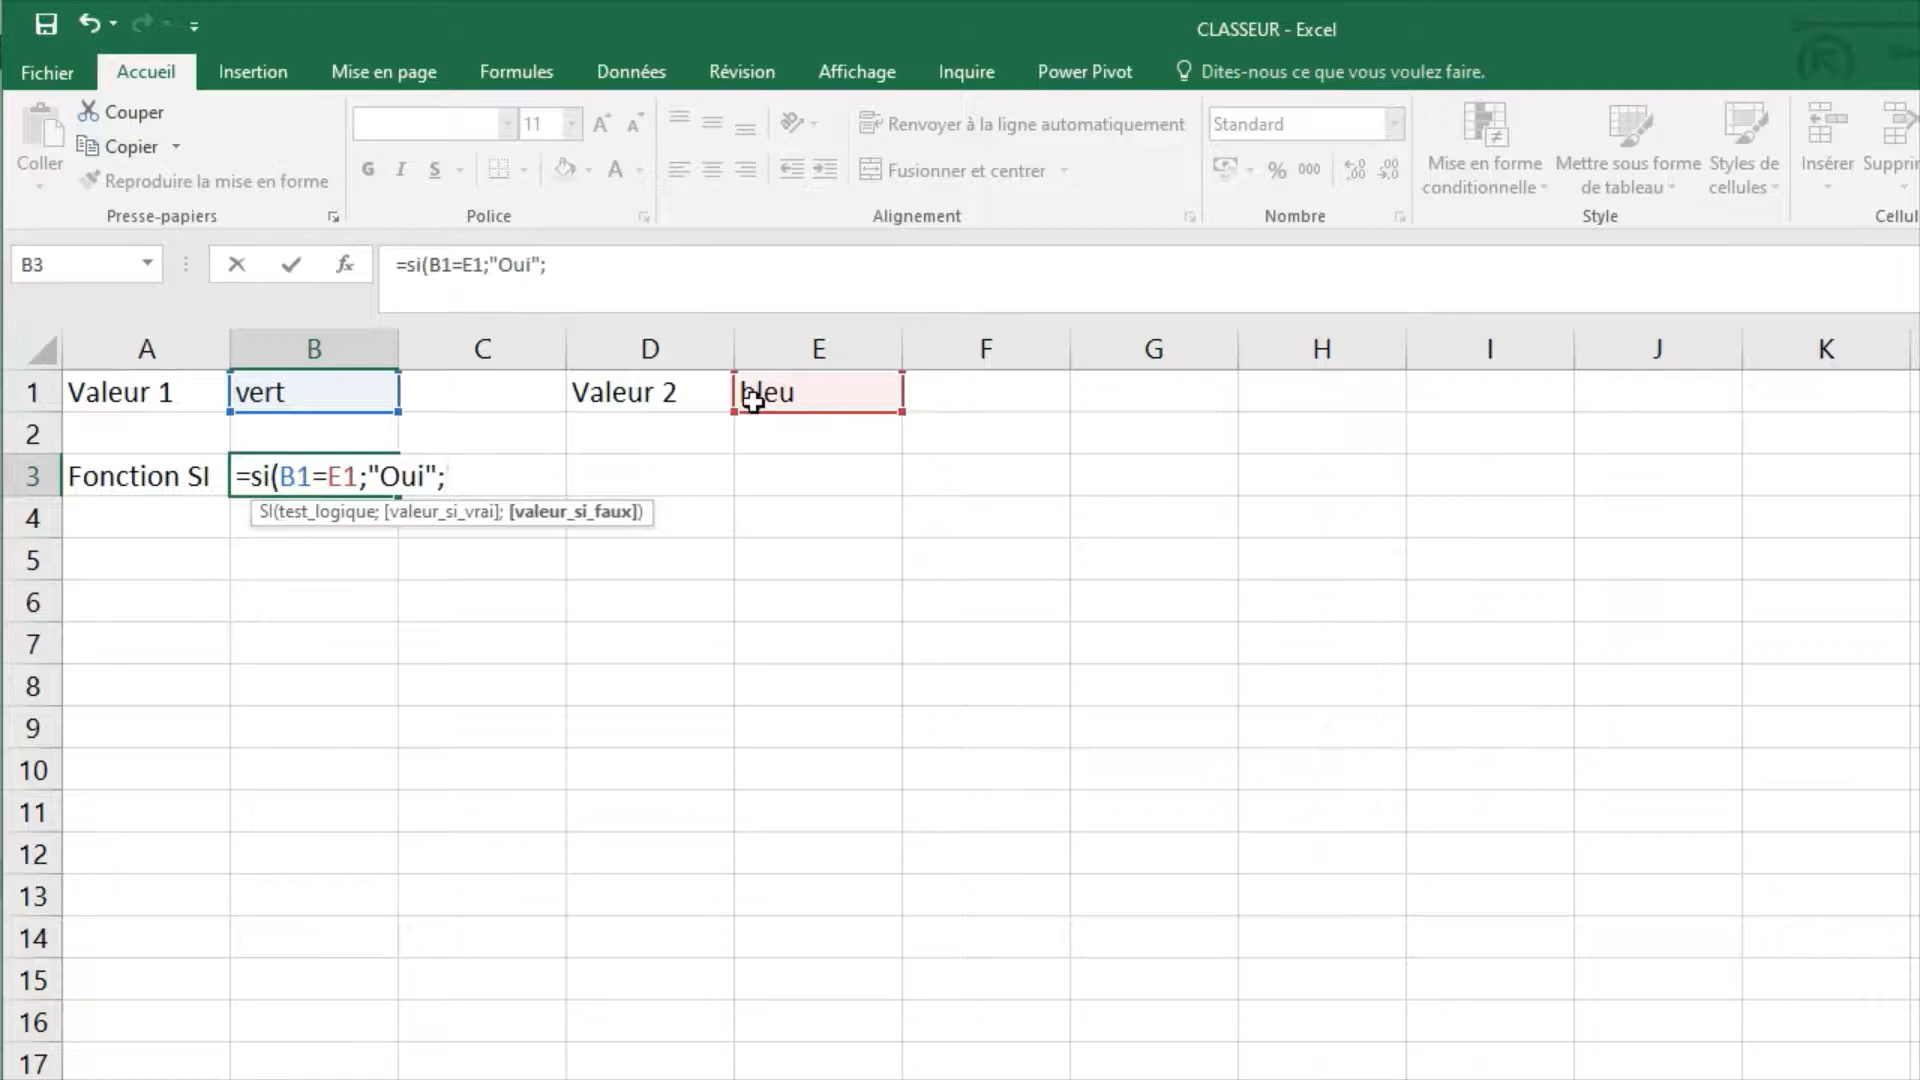 CLASSEUR - Excel
Fichier Accueil Insertion Mise en page Formules Données Révision Affichage Inquire Power Pivot Dites-nous ce que vous voulez faire.
Coller
Couper
Copier
Reproduire la mise en forme
Presse-papiers
11
G I S
Police
Renvoyer à la ligne automatiquement
Fusionner et centrer
Alignement
Standard
% 000
Nombre
Mise en forme conditionnelle
Mettre sous forme de tableau
Styles de cellules
Style
Insérer
Supprir
Cellul
B3 fx =si(B1=E1;"Oui";
A B C D E F G H I J K
1 Valeur 1 vert Valeur 2 bleu
2
3 Fonction SI =si(B1=E1;"Oui";
SI(test_logique; [valeur_si_vrai]; [valeur_si_faux])
4
5
6
7
8
9
10
11
12
13
14
15
16
17